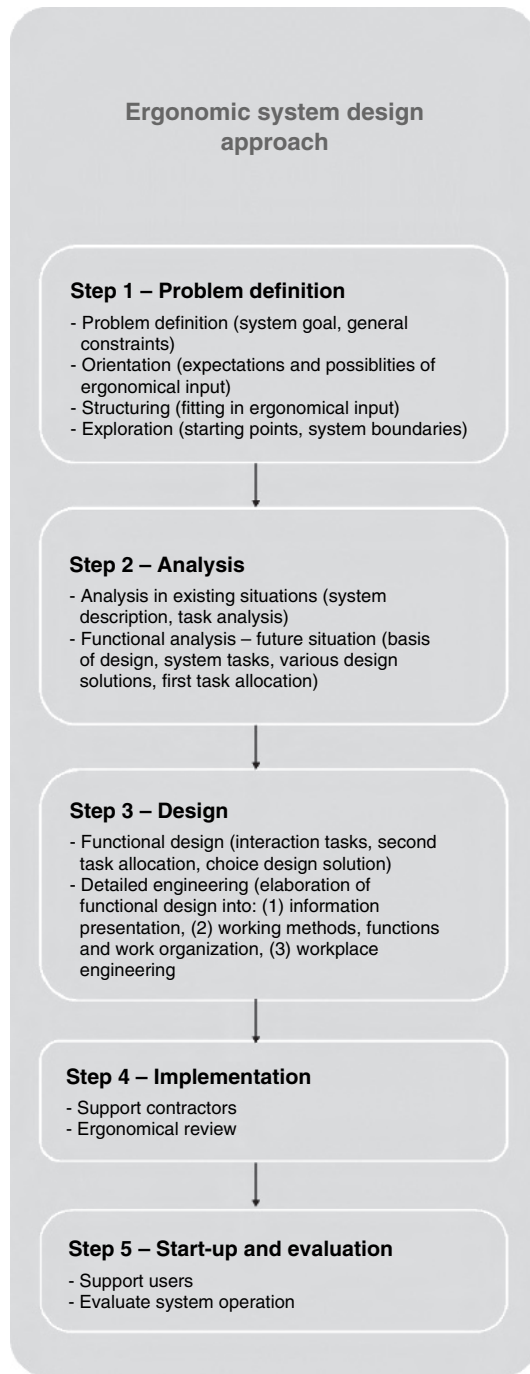 Ergonomic system design
approach
Step 1 – Problem definition
- Problem definition (system goal, general
constraints)
- Orientation (expectations and possiblities of
ergonomical input)
- Structuring (fitting in ergonomical input)
- Exploration (starting points, system boundaries)
Step 2 – Analysis
- Analysis in existing situations (system
description, task analysis)
- Functional analysis – future situation (basis
of design, system tasks, various design
solutions, first task allocation)
Step 3 – Design
- Functional design (interaction tasks, second
task allocation, choice design solution)
- Detailed engineering (elaboration of
functional design into: (1) information
presentation, (2) working methods, functions
and work organization, (3) workplace
engineering
Step 4 – Implementation
- Support contractors
- Ergonomical review
Step 5 – Start-up and evaluation
- Support users
- Evaluate system operation